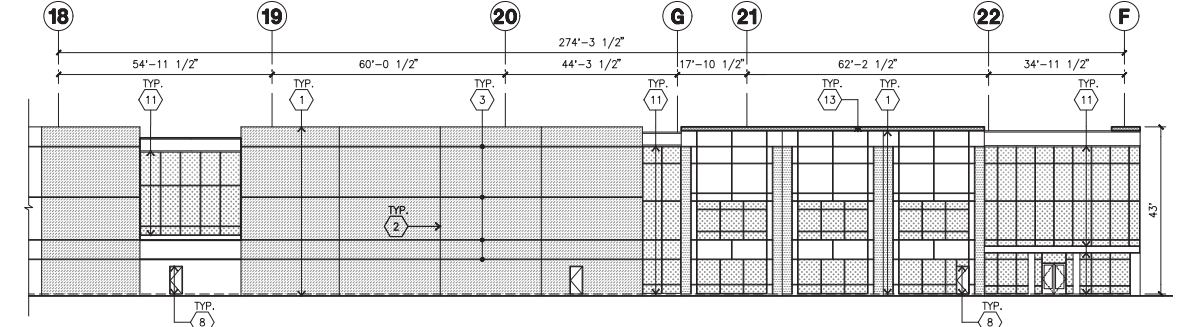 18 19 20 G 21 22 F
274'-3 1/2"
54'-11 1/2" 60'-0 1/2" 44'-3 1/2" 17'-10 1/2" 62'-2 1/2" 34'-11 1/2"
TYP. TYP. TYP. TYP. TYP. TYP. TYP.
11 1 3 11 13 1 11
43'
TYP.
2
TYP. TYP.
8 8